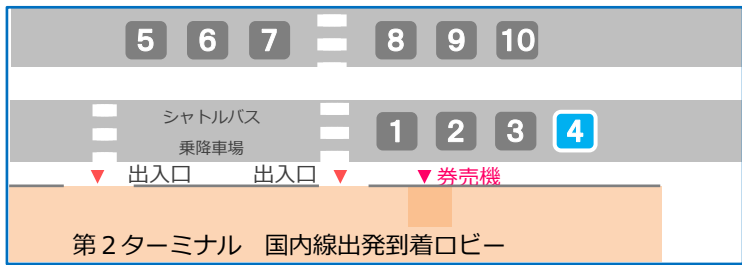 5 6 7 8 9 10
シャトルバス
乗降車場
1 2 3 4
出入口 出入口 券売機
第2ターミナル 国内線出発到着ロビー